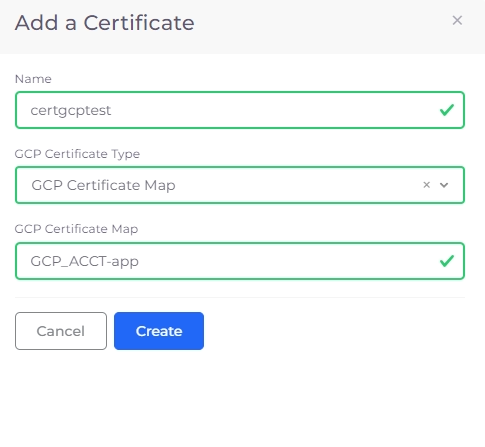 Add a Certificate
Name
certgcptest
GCP Certificate Type
GCP Certificate Map
GCP Certificate Map
GCP_ACCT-app
Cancel
Create